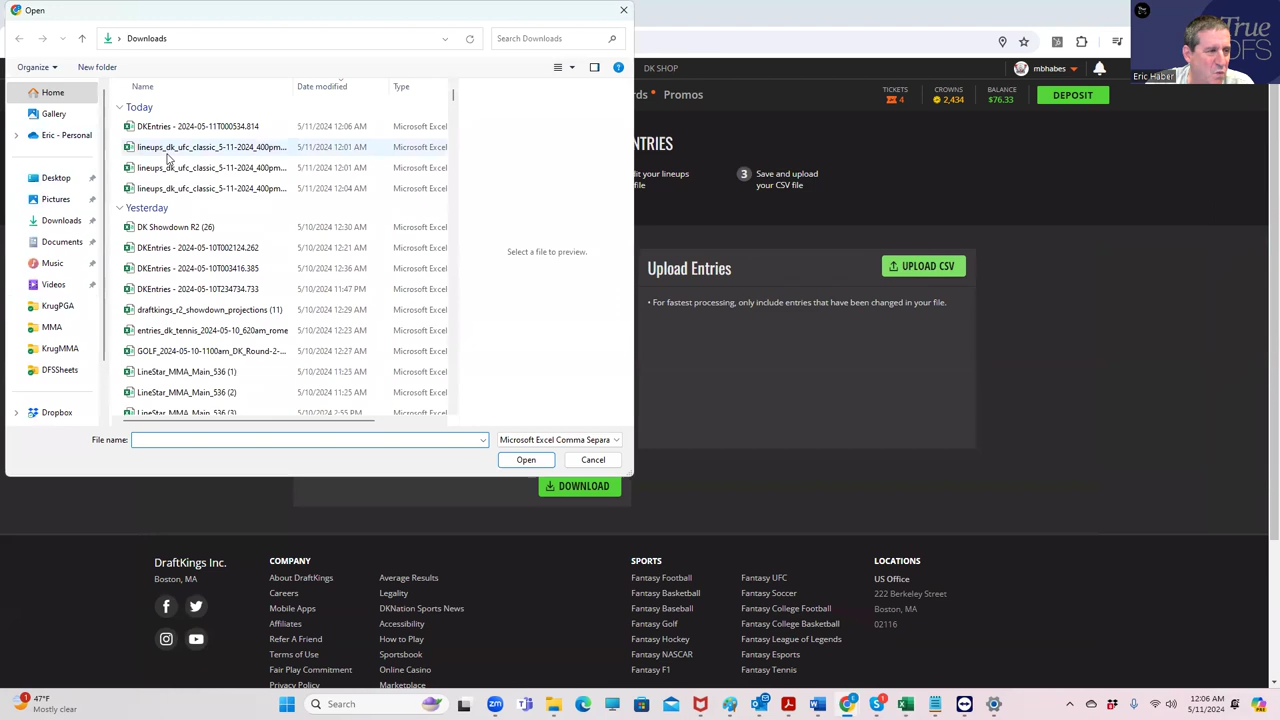 Open
Downloads
Search Downloads
Organize
New folder
Name
Date modified
Type
Home
Gallery
Eric - Personal
Desktop
Pictures
Downloads
Documents
Music
Videos
KrugPGA
MMA
KrugMMA
DFSSheets
Dropbox
Today
DKEntries - 2024-05-11T000534.814 5/11/2024 12:06 AM Microsoft Excel
lineups_dk_ufc_classic_5-11-2024_400pm... 5/11/2024 12:01 AM Microsoft Excel
lineups_dk_ufc_classic_5-11-2024_400pm... 5/11/2024 12:01 AM Microsoft Excel
lineups_dk_ufc_classic_5-11-2024_400pm... 5/11/2024 12:04 AM Microsoft Excel
Yesterday
DK Showdown R2 (26) 5/10/2024 12:30 AM Microsoft Excel
DKEntries - 2024-05-10T002124.262 5/10/2024 12:21 AM Microsoft Excel
DKEntries - 2024-05-10T003416.385 5/10/2024 12:36 AM Microsoft Excel
DKEntries - 2024-05-10T234734.733 5/10/2024 11:47 PM Microsoft Excel
draftkings_r2_showdown_projections (11) 5/10/2024 12:29 AM Microsoft Excel
entries_dk_tennis_2024-05-10_620am_rome 5/10/2024 12:23 AM Microsoft Excel
GOLF_2024-05-10-1100am_DK_Round-2-... 5/10/2024 12:27 AM Microsoft Excel
LineStar_MMA_Main_536 (1) 5/10/2024 11:25 AM Microsoft Excel
LineStar_MMA_Main_536 (2) 5/10/2024 11:25 AM Microsoft Excel
LineStar_MMA_Main_536 (3) 5/10/2024 2:55 PM Microsoft Excel
Select a file to preview.
File name:
Microsoft Excel Comma Separa
Open
Cancel
True
DFS
Eric Haber
DK SHOP
mbhabes
Promos
TICKETS
4
CROWNS
2,434
BALANCE
$76.33
DEPOSIT
3
Save and upload
your CSV file
Upload Entries
UPLOAD CSV
• For fastest processing, only include entries that have been changed in your file.
DOWNLOAD
DraftKings Inc.
Boston, MA
COMPANY
About DraftKings
Careers
Mobile Apps
Affiliates
Refer A Friend
Terms of Use
Fair Play Commitment
Privacy Policy
Average Results
Legality
DKNation Sports News
Accessibility
How to Play
Sportsbook
Online Casino
Marketplace
SPORTS
Fantasy Football
Fantasy Basketball
Fantasy Baseball
Fantasy Golf
Fantasy Hockey
Fantasy NASCAR
Fantasy F1
Fantasy UFC
Fantasy Soccer
Fantasy College Football
Fantasy College Basketball
Fantasy League of Legends
Fantasy Esports
Fantasy Tennis
LOCATIONS
US Office
222 Berkeley Street
Boston, MA
02116
47°F
Mostly clear
Search
12:06 AM
5/11/2024